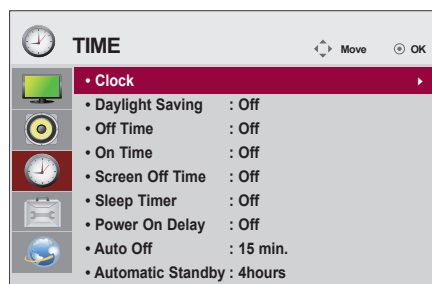 TIME Move OK
• Clock
• Daylight Saving : Off
• Off Time : Off
• On Time : Off
• Screen Off Time : Off
• Sleep Timer : Off
• Power On Delay : Off
• Auto Off : 15 min.
• Automatic Standby : 4hours